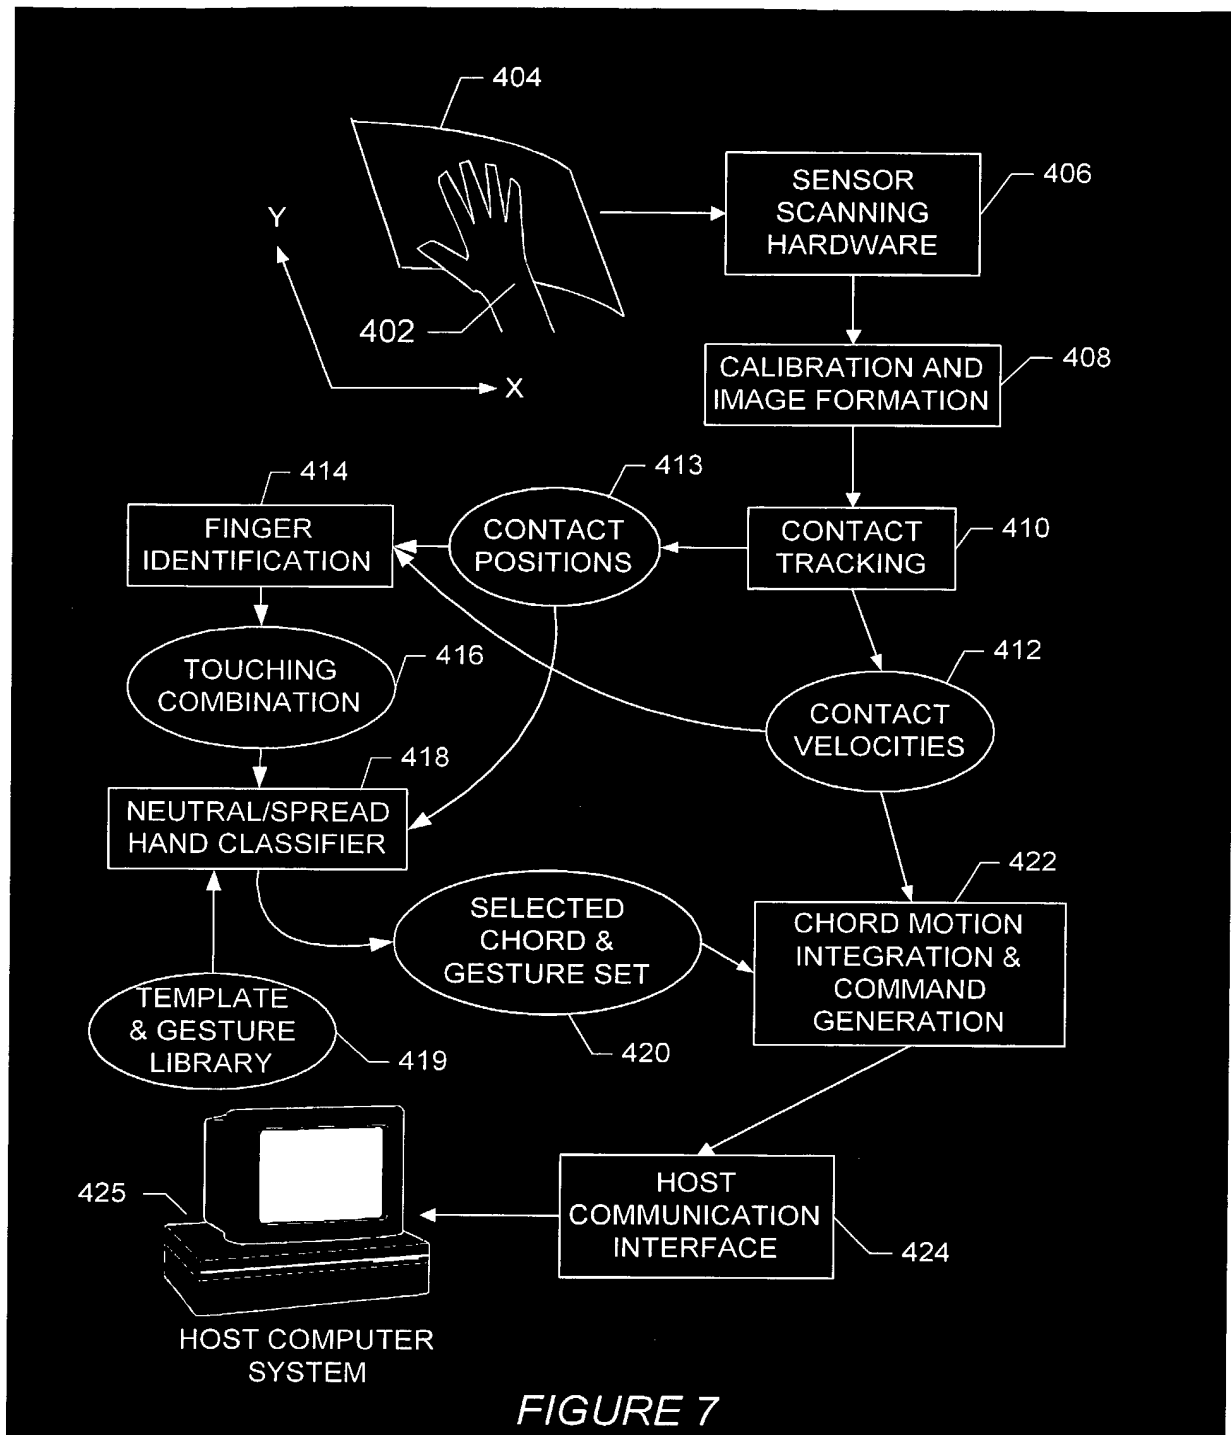 404
SENSOR
SCANNING
HARDWARE
406
Y
402
X
CALIBRATION AND
IMAGE FORMATION
408
414
FINGER
IDENTIFICATION
413
CONTACT
POSITIONS
CONTACT
TRACKING
410
TOUCHING
COMBINATION
416
412
CONTACT
VELOCITIES
418
NEUTRAL/SPREAD
HAND CLASSIFIER
422
SELECTED
CHORD &
GESTURE SET
420
CHORD MOTION
INTEGRATION &
COMMAND
GENERATION
TEMPLATE
& GESTURE
LIBRARY
419
425
HOST
COMMUNICATION
INTERFACE
424
HOST COMPUTER
SYSTEM
FIGURE 7